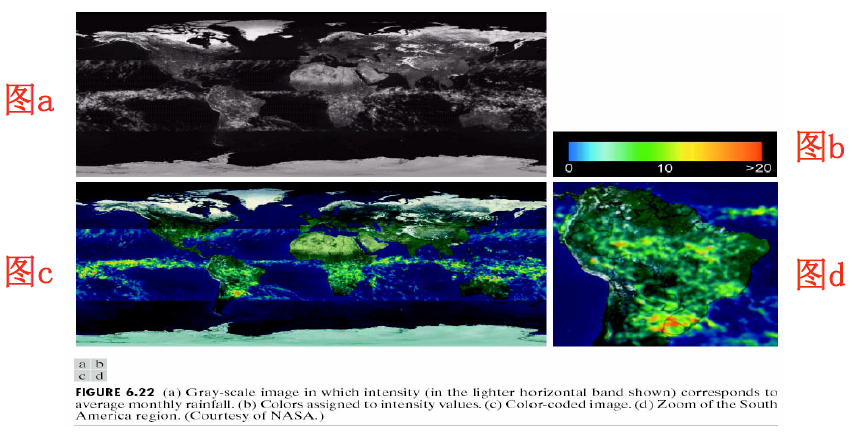 图a
图b
0 10 >20
图c
图d
a b
c d
FIGURE 6.22 (a) Gray-scale image in which intensity (in the lighter horizontal band shown) corresponds to
average monthly rainfall. (b) Colors assigned to intensity values. (c) Color-coded image. (d) Zoom of the South
America region. (Courtesy of NASA.)